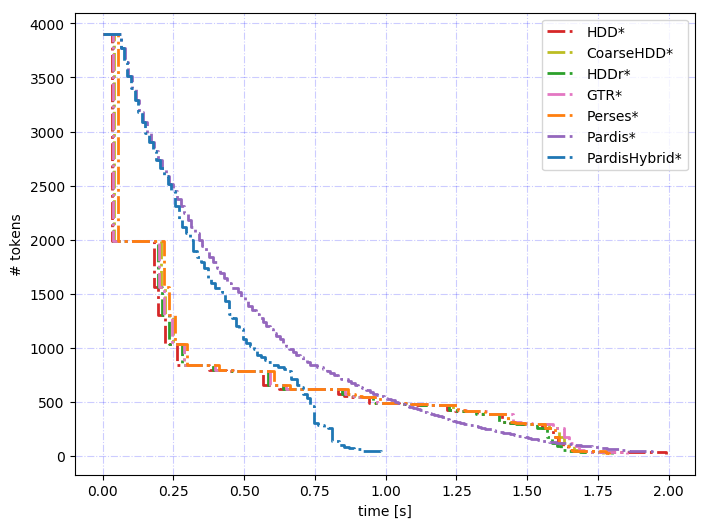 4000
3500
3000
2500
2000
1500
1000
500
0
# tokens
HDD*
CoarseHDD*
HDDr*
GTR*
Perses*
Pardis*
PardisHybrid*
0.00 0.25 0.50 0.75 1.00 1.25 1.50 1.75 2.00
time [s]